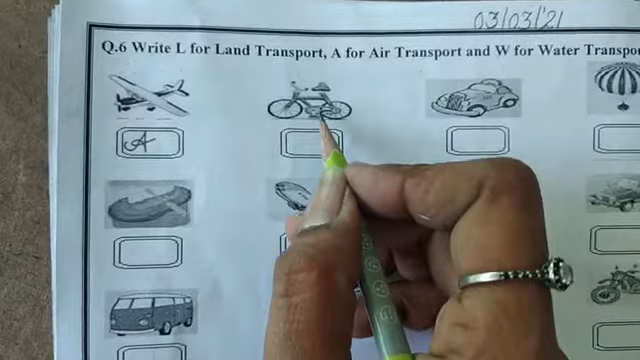 03/03/21
Q.6 Write L for Land Transport, A for Air Transport and W for Water Transpor
A